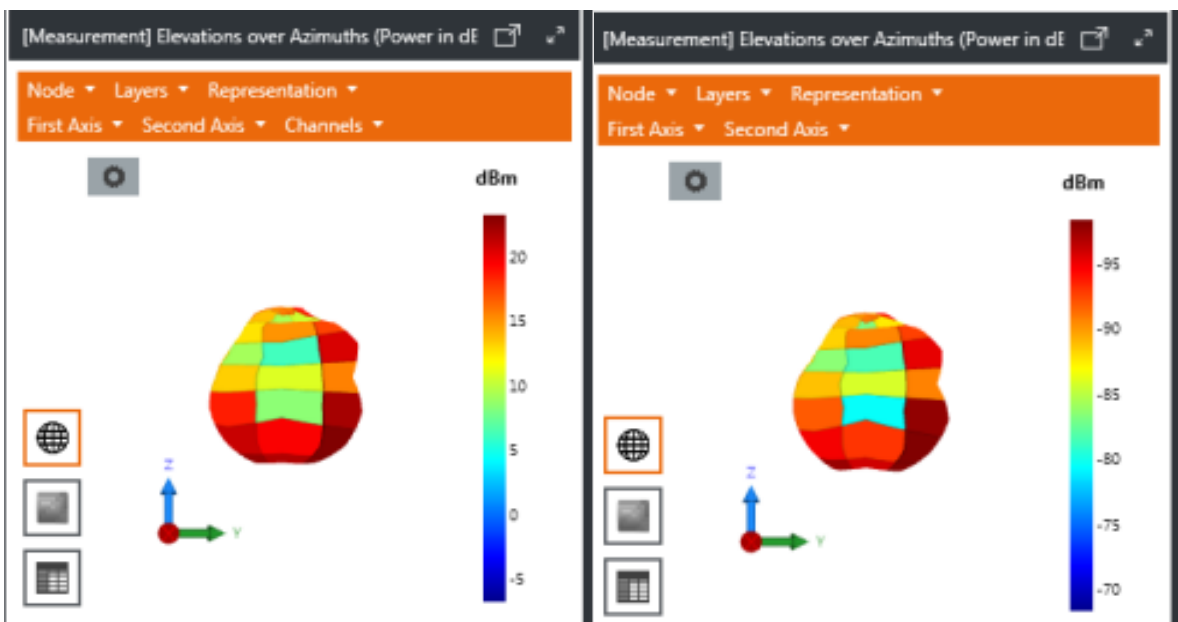 [Measurement] Elevations over Azimuths (Power in dE
Node Layers Representation
First Axis Second Axis Channels
dBm
20
15
10
5
0
-5
Z
Y
[Measurement] Elevations over Azimuths (Power in dE
Node Layers Representation
First Axis Second Axis
dBm
-95
-90
-85
-80
-75
-70
Z
Y